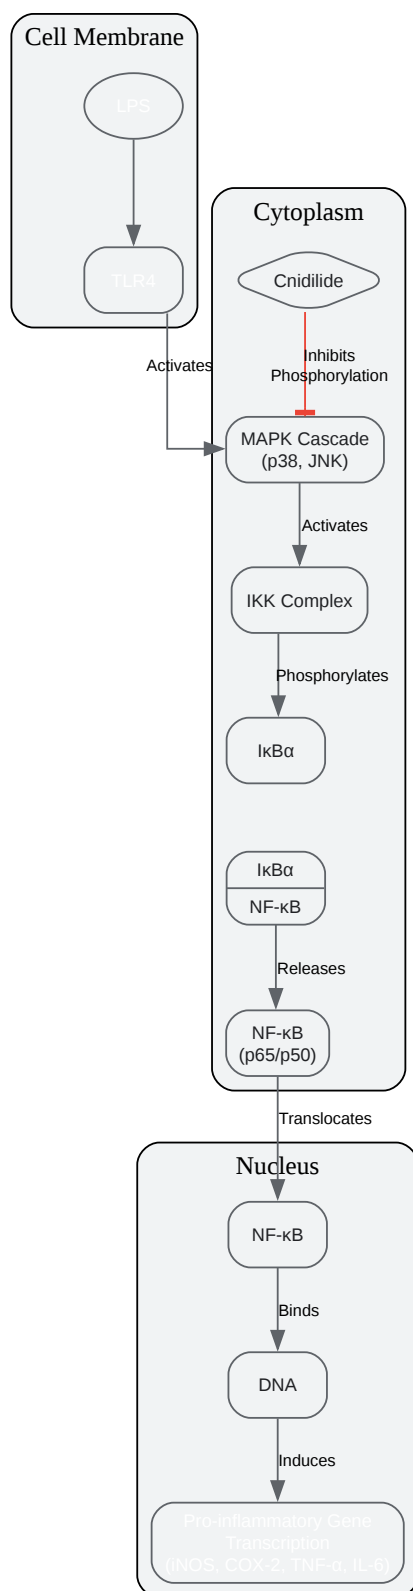 Cell Membrane
LPS
TLR4
Activates
Cytoplasm
Cnidilide
Inhibits
Phosphorylation
MAPK Cascade
(p38, JNK)
Activates
IKK Complex
Phosphorylates
IκBα
IκBα
NF-κB
Releases
NF-κB
(p65/p50)
Translocates
Nucleus
NF-κB
Binds
DNA
Induces
Pro-inflammatory Gene
Transcription
(iNOS, COX-2, TNF-α, IL-6)